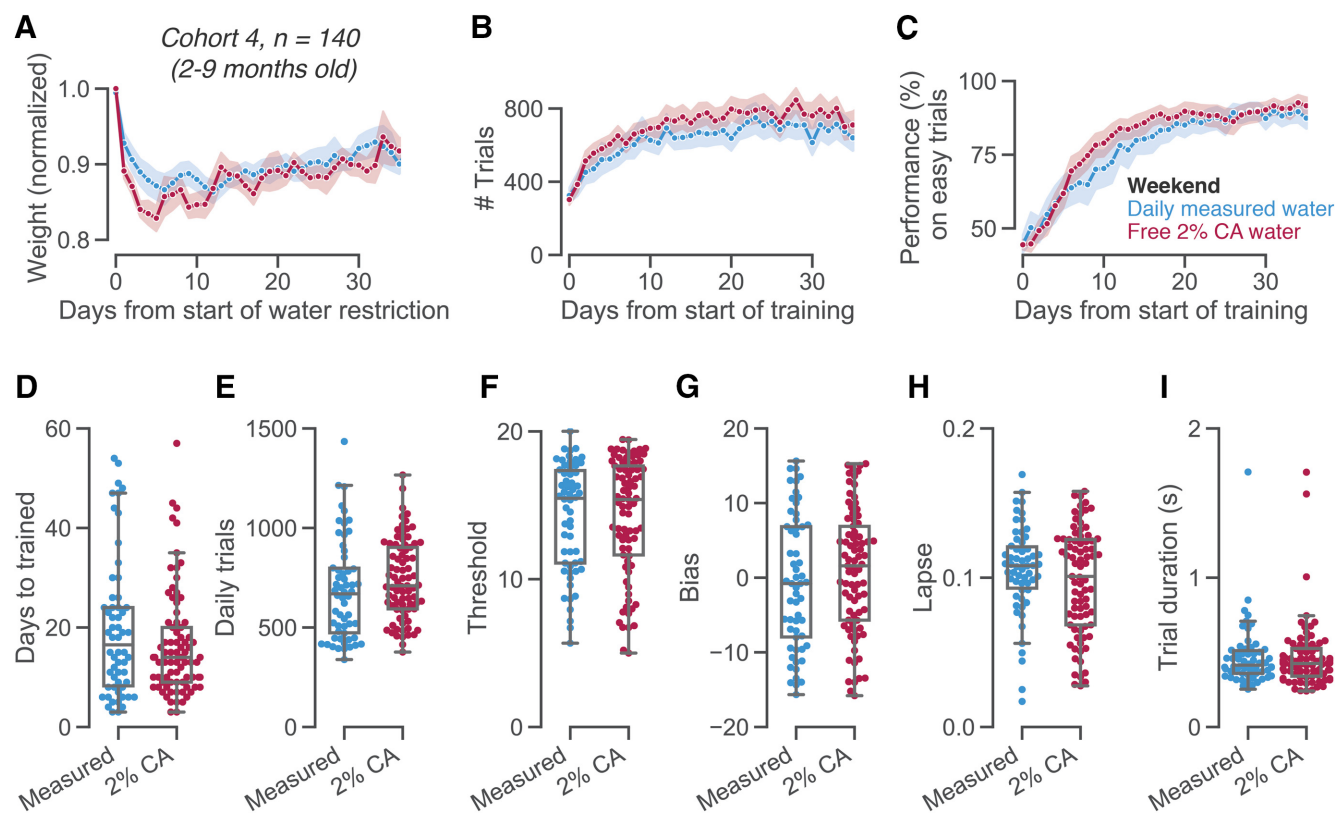 A
Cohort 4, n = 140
(2-9 months old)
Weight (normalized)
1.0
0.9
0.8
0
10
20
30
Days from start of water restriction
B
# Trials
800
400
0
0
10
20
30
Days from start of training
C
Performance (%)
on easy trials
100
75
50
Weekend
Daily measured water
Free 2% CA water
0
10
20
30
Days from start of training
D
Days to trained
60
40
20
0
Measured
2% CA
E
Daily trials
1500
1000
500
0
Measured
2% CA
F
Threshold
20
10
0
Measured
2% CA
G
Bias
20
10
0
−10
−20
Measured
2% CA
H
Lapse
0.2
0.1
0.0
Measured
2% CA
I
Trial duration (s)
2
1
0
Measured
2% CA